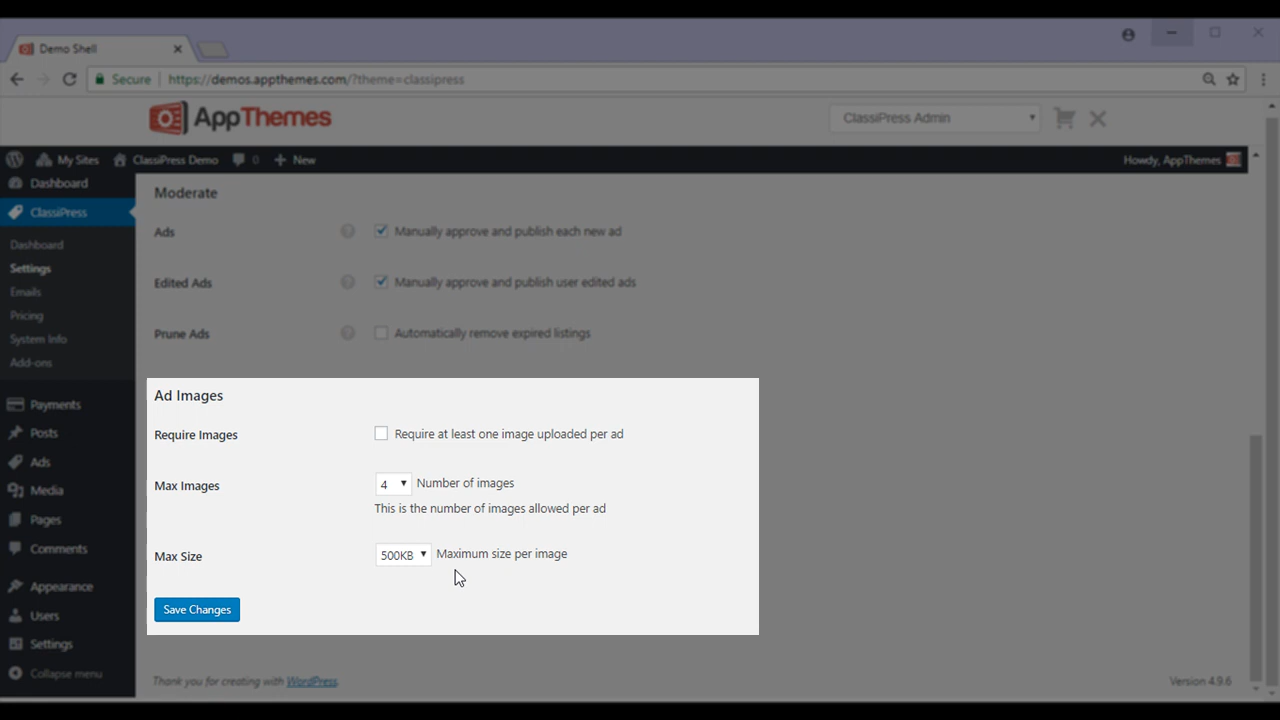 Demo Shell
Secure https://demos.appthemes.com/?theme=classipress
AppThemes
ClassiPress Admin
My Sites ClassiPress Demo 0 New Howdy, AppThemes
Dashboard
ClassiPress
Dashboard
Settings
Emails
Pricing
System Info
Add-ons
Payments
Posts
Ads
Media
Pages
Comments
Appearance
Users
Settings
Collapse menu
Moderate
Ads ? Manually approve and publish each new ad
Edited Ads ? Manually approve and publish user edited ads
Prune Ads ? Automatically remove expired listings
Ad Images
Require Images Require at least one image uploaded per ad
Max Images 4 Number of images
This is the number of images allowed per ad
Max Size 500KB Maximum size per image
Save Changes
Thank you for creating with WordPress. Version 4.9.6